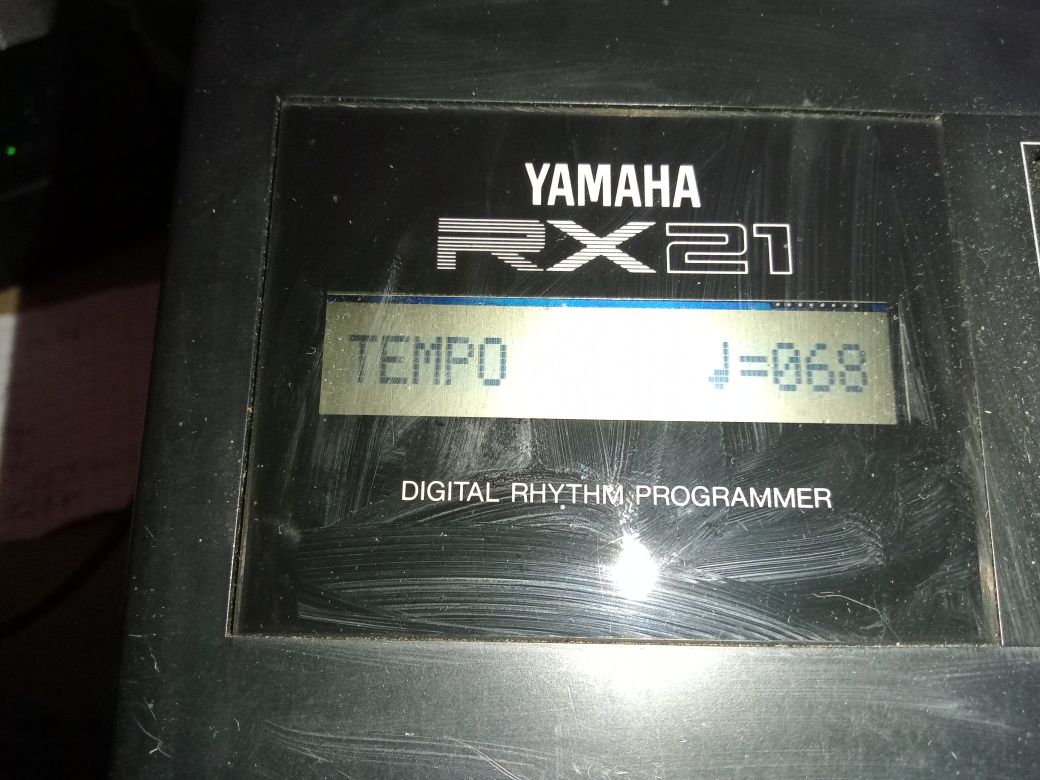 YAMAHA
RX21
TEMPO ♩=068
DIGITAL RHYTHM PROGRAMMER